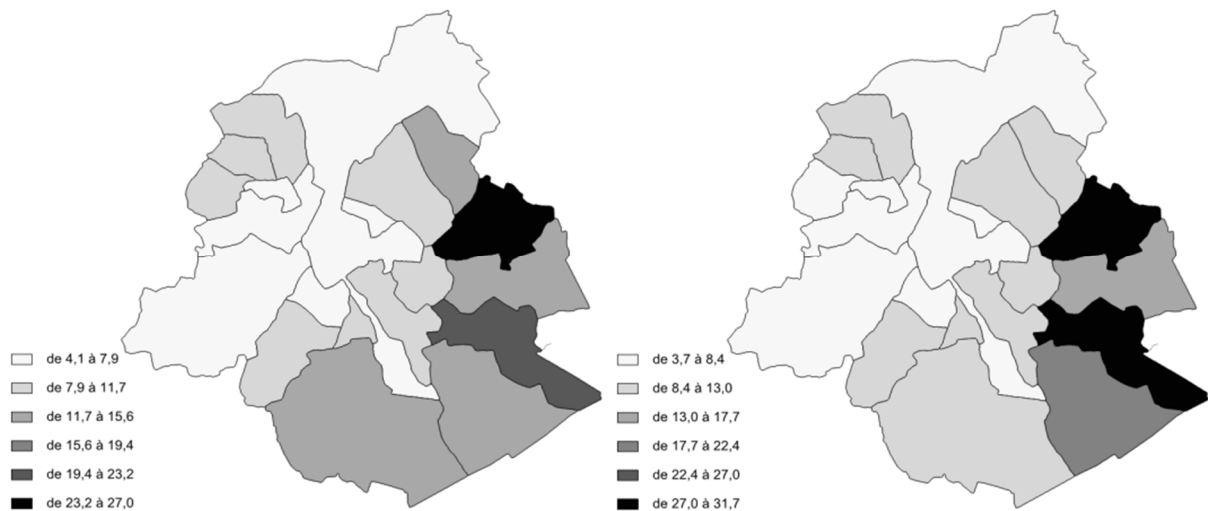 de 4,1 à 7,9
de 7,9 à 11,7
de 11,7 à 15,6
de 15,6 à 19,4
de 19,4 à 23,2
de 23,2 à 27,0
de 3,7 à 8,4
de 8,4 à 13,0
de 13,0 à 17,7
de 17,7 à 22,4
de 22,4 à 27,0
de 27,0 à 31,7